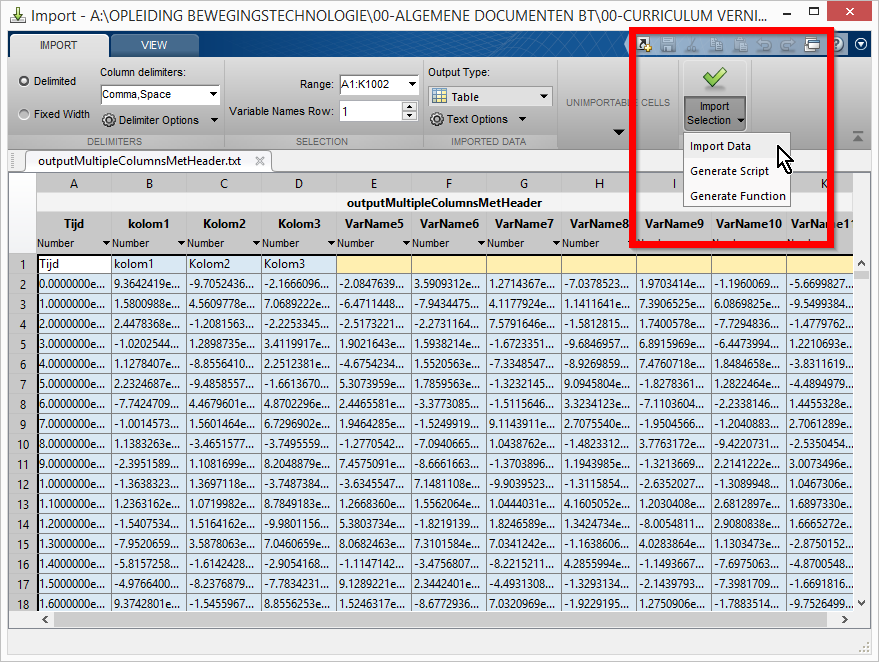 Import - A:\OPLEIDING BEWEGINGSTECHNOLOGIE\00-ALGEMENE DOCUMENTEN BT\00-CURRICULUM VERNI...
IMPORT VIEW
Delimited
Fixed Width
Column delimiters:
Comma,Space
Delimiter Options
DELIMITERS
Range: A1:K1002
Variable Names Row: 1
SELECTION
Output Type:
Table
Text Options
IMPORTED DATA
UNIMPORTABLE CELLS
Import
Selection
Import Data
Generate Script
Generate Function
outputMultipleColumnsMetHeader.txt
A B C D E F G H I K
outputMultipleColumnsMetHeader
Tijd kolom1 Kolom2 Kolom3 VarName5 VarName6 VarName7 VarName8 VarName9 VarName10 VarName11
Number Number Number Number Number Number Number Number Number Number Number
1 Tijd kolom1 Kolom2 Kolom3
2 0.0000000e... 9.3642419e... -9.7052436... -2.1666096... -2.0847639... 3.5909312e... 1.2714367e... -7.0378523... 1.9703414e... -1.1960069... -5.6699827...
3 1.0000000e... 1.5800988e... 4.5609778e... 7.0689222e... -6.4711448... -7.9434475... 4.1177924e... 1.1411641e... 7.3906525e... 6.0869825e... -9.5499384...
4 2.0000000e... 2.4478368e... -1.2081563... -2.2253345... -2.5173221... -2.2731164... 7.5791646e... -1.5812815... 1.7400578e... -7.7294836... -1.4779762...
5 3.0000000e... -1.0202544... 1.2898735e... 3.4119917e... 1.9021643e... 1.5938214e... -1.6723351... -9.6846957... 6.8915969e... -6.4473994... 1.2210693e...
6 4.0000000e... 1.1278407e... -8.8556410... 2.2512381e... -4.6754234... 1.5520563e... -7.3348547... -8.9269859... 7.4760718e... 1.8484658e... -3.8311619...
7 5.0000000e... 2.2324687e... -9.4858557... -1.6613670... 5.3073959e... 1.7859563e... -1.3232145... 9.0945804e... -1.8278361... 1.2822464e... -4.4894979...
8 6.0000000e... -7.7424709... 4.4679601e... 4.8702296e... 2.4465581e... -3.3773085... -1.5115646... 3.3234123e... -7.1103604... -2.2338146... 1.4455328e...
9 7.0000000e... -1.0014573... 1.5601464e... 6.7296902e... 1.9464285e... -1.5249919... 9.1143911e... 2.7075540e... -1.9504566... -1.2040883... 2.7061289e...
10 8.0000000e... 1.1383263e... -3.4651577... -3.7495559... -1.2770542... -7.0940665... 1.0438762e... -1.4823312... 3.7763172e... -9.4220731... -2.5350454...
11 9.0000000e... -2.3951589... 1.1081699e... 8.2048879e... 7.4575091e... -8.6661663... -1.3703896... 1.1943985e... -1.3213669... 2.2141222e... 3.0073496e...
12 1.0000000e... -1.3638323... 1.3697118e... -3.7487384... -3.6345547... 7.1481108e... -9.9039523... -1.3115854... -2.6352027... -1.3089948... 1.0467306e...
13 1.1000000e... 1.2363162e... 1.0719982e... 8.7849183e... 1.2668360e... 1.5562064e... 1.0444031e... 4.1605052e... 1.2030408e... 2.6812897e... 1.6897330e...
14 1.2000000e... -1.5407534... 1.5164162e... -9.9801156... 5.3803734e... -1.8219139... 1.8246589e... 1.3424734e... -8.0054811... 2.9080838e... 1.6665272e...
15 1.3000000e... -7.9520659... 3.5878063e... 7.0460659e... 8.0682463e... 7.3101584e... 7.0341242e... -1.1638606... 4.0283864e... 1.1303473e... -2.8750152...
16 1.4000000e... -5.8157258... -1.6142428... -2.9054168... -1.1147142... -3.4756807... -8.2215211... 4.2855994e... -1.1493667... -7.6975063... -4.8700548...
17 1.5000000e... -4.9766400... -8.2376879... -7.7834231... 9.1289221e... 2.3442401e... -4.4931308... -1.3293134... -2.1439793... -7.3981709... -1.6691816...
18 1.6000000e... 9.3742801e... -1.5455967... 8.8556253e... 1.5246317e... -8.6772936... 7.0320969e... -1.9229195... 1.2750906e... -1.7883514... -9.7526499...